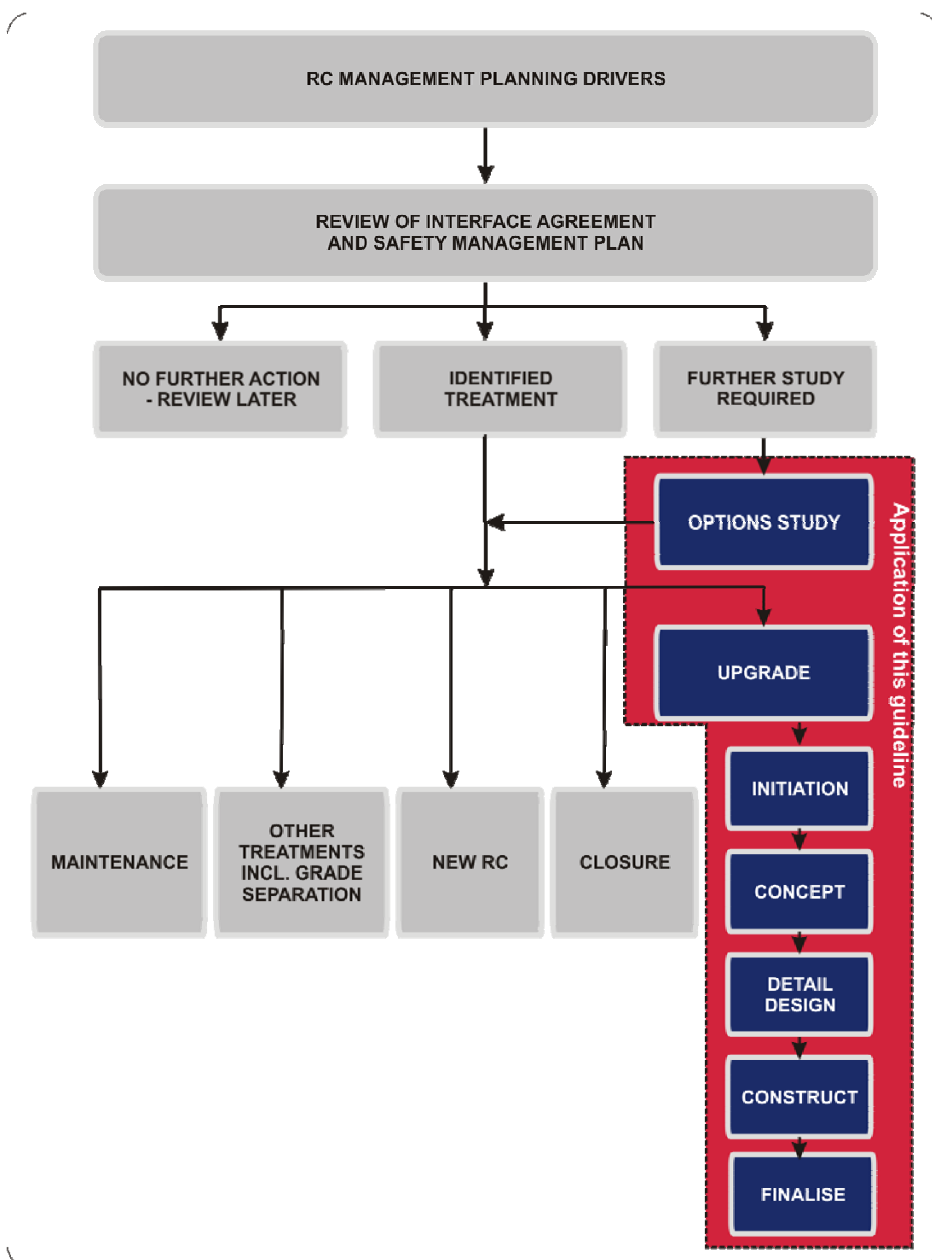 RC MANAGEMENT PLANNING DRIVERS
REVIEW OF INTERFACE AGREEMENT
AND SAFETY MANAGEMENT PLAN
NO FURTHER ACTION
- REVIEW LATER
IDENTIFIED
TREATMENT
FURTHER STUDY
REQUIRED
OPTIONS STUDY
Application of this guideline
UPGRADE
INITIATION
MAINTENANCE
OTHER
TREATMENTS
INCL. GRADE
SEPARATION
NEW RC
CLOSURE
CONCEPT
DETAIL
DESIGN
CONSTRUCT
FINALISE